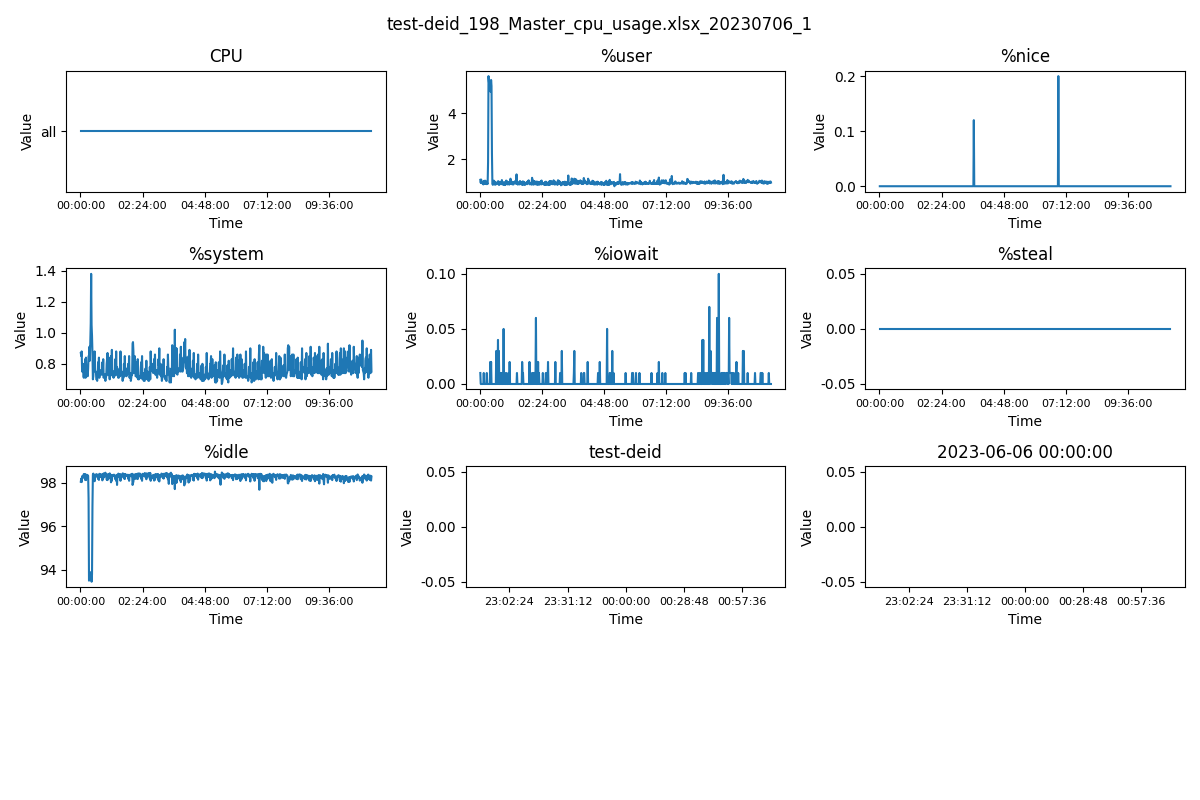 test-deid_198_Master_cpu_usage.xlsx_20230706_1
CPU
Value
all
00:00:00 02:24:00 04:48:00 07:12:00 09:36:00
Time
%user
Value
4
2
00:00:00 02:24:00 04:48:00 07:12:00 09:36:00
Time
%nice
Value
0.2
0.1
0.0
00:00:00 02:24:00 04:48:00 07:12:00 09:36:00
Time
%system
Value
1.4
1.2
1.0
0.8
00:00:00 02:24:00 04:48:00 07:12:00 09:36:00
Time
%iowait
Value
0.10
0.05
0.00
00:00:00 02:24:00 04:48:00 07:12:00 09:36:00
Time
%steal
Value
0.05
0.00
-0.05
00:00:00 02:24:00 04:48:00 07:12:00 09:36:00
Time
%idle
Value
98
96
94
00:00:00 02:24:00 04:48:00 07:12:00 09:36:00
Time
test-deid
Value
0.05
0.00
-0.05
23:02:24 23:31:12 00:00:00 00:28:48 00:57:36
Time
2023-06-06 00:00:00
Value
0.05
0.00
-0.05
23:02:24 23:31:12 00:00:00 00:28:48 00:57:36
Time